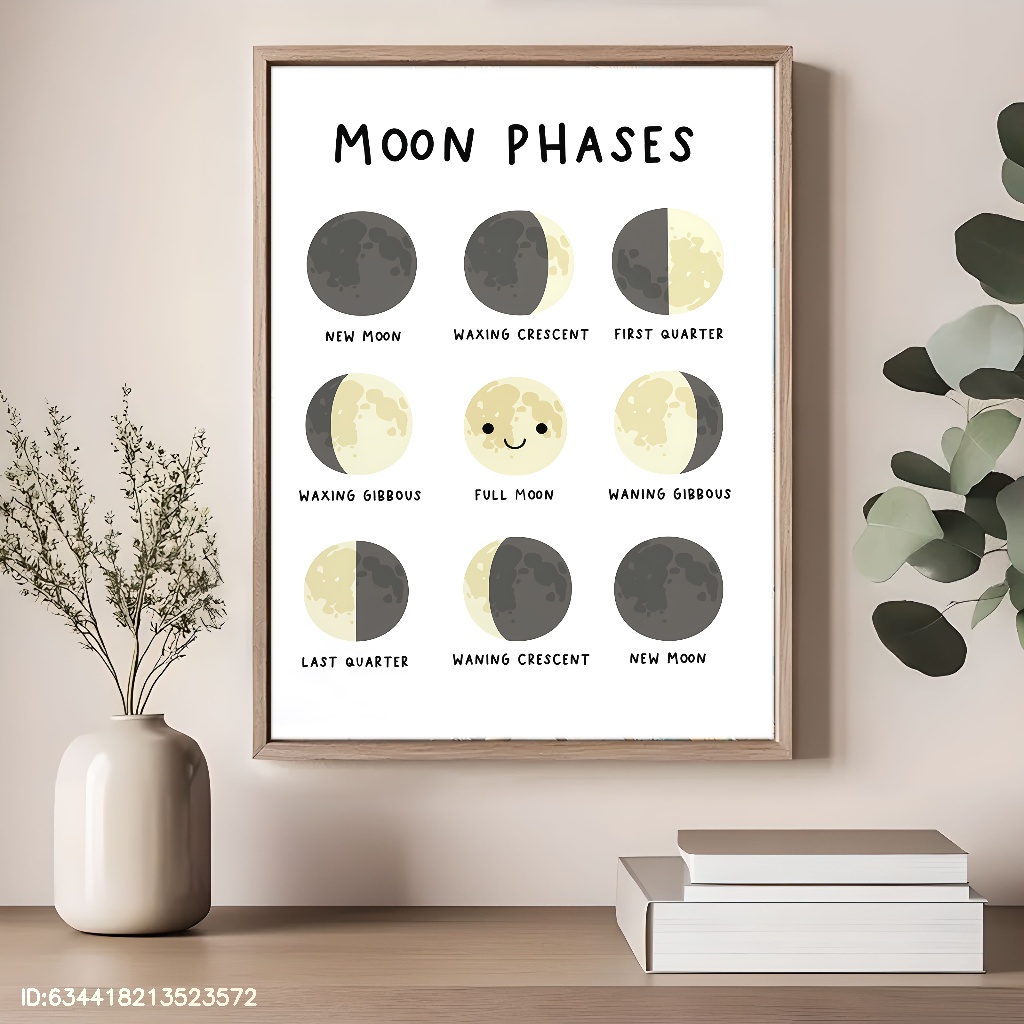 MOON PHASES
NEW MOON
WAXING CRESCENT
FIRST QUARTER
WAXING GIBBOUS
FULL MOON
WANING GIBBOUS
LAST QUARTER
WANING CRESCENT
NEW MOON
ID:634418213523572